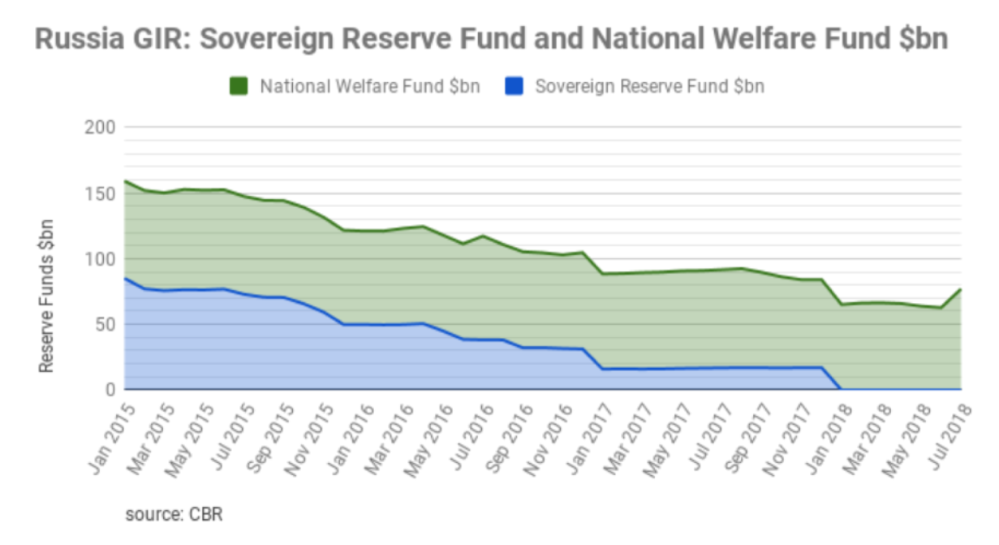 Russia GIR: Sovereign Reserve Fund and National Welfare Fund $bn
National Welfare Fund $bn
Sovereign Reserve Fund $bn
Reserve Funds $bn
200
150
100
50
0
Jan 2015
Mar 2015
May 2015
Jul 2015
Sep 2015
Nov 2015
Jan 2016
Mar 2016
May 2016
Jul 2016
Sep 2016
Nov 2016
Jan 2017
Mar 2017
May 2017
Jul 2017
Sep 2017
Nov 2017
Jan 2018
Mar 2018
May 2018
Jul 2018
source: CBR